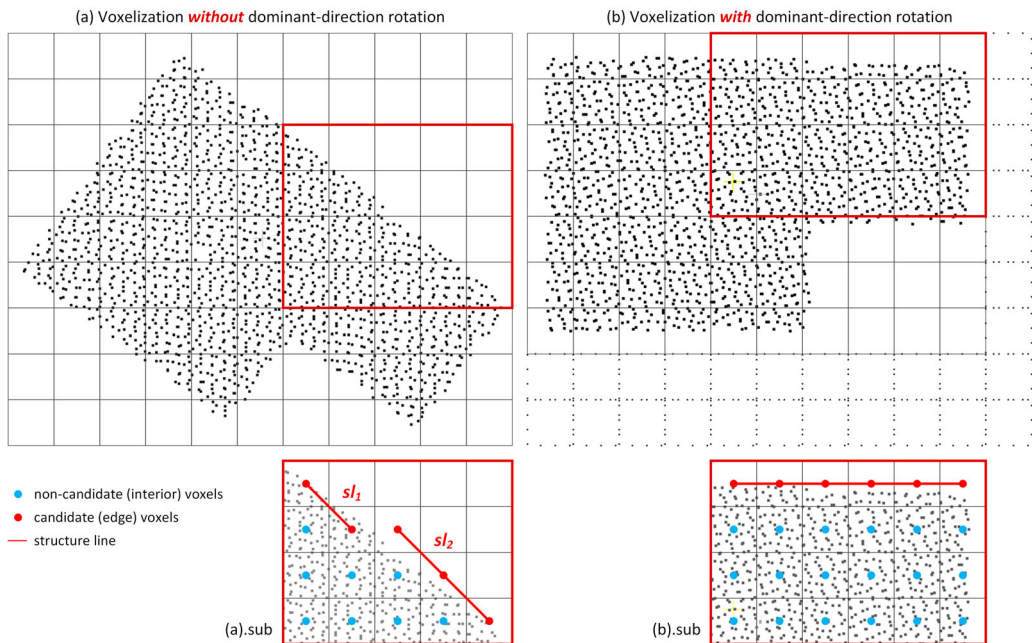 (a) Voxelization without dominant-direction rotation
(b) Voxelization with dominant-direction rotation
non-candidate (interior) voxels
candidate (edge) voxels
structure line
sl1
sl2
(a).sub
(b).sub